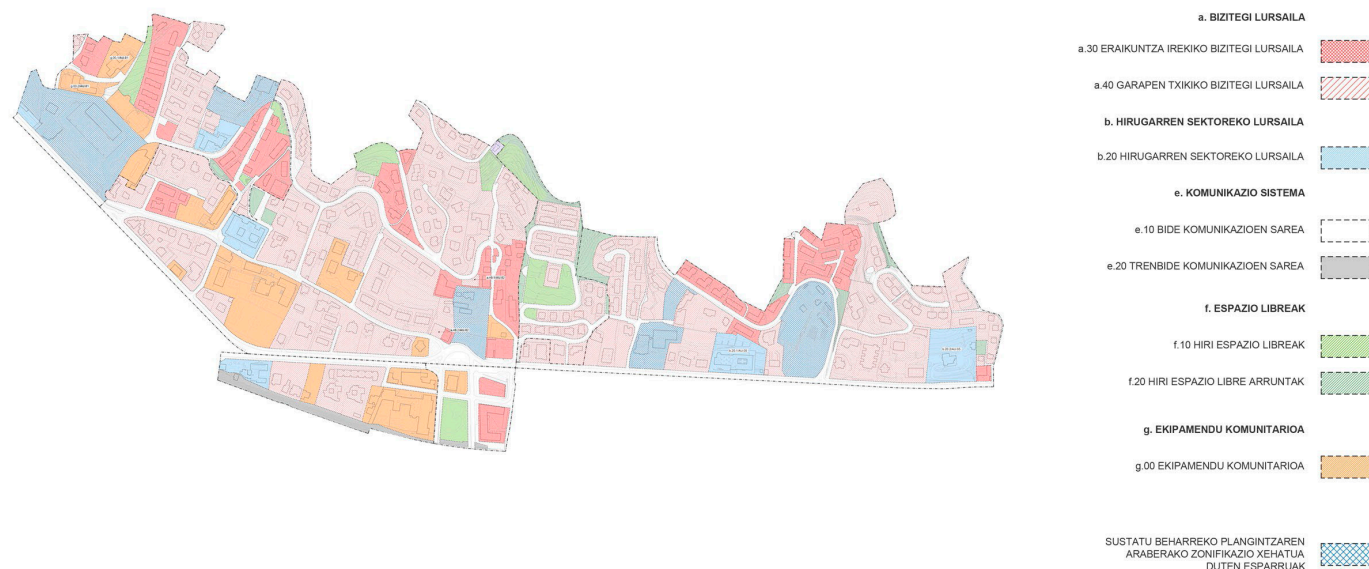 a. BIZITEGI LURSAILA
a.30 ERAIKUNTZA IREKIKO BIZITEGI LURSAILA
a.40 GARAPEN TXIKIKO BIZITEGI LURSAILA
b. HIRUGARREN SEKTOREKO LURSAILA
b.20 HIRUGARREN SEKTOREKO LURSAILA
e. KOMUNIKAZIO SISTEMA
e.10 BIDE KOMUNIKAZIOEN SAREA
e.20 TRENBIDE KOMUNIKAZIOEN SAREA
f. ESPAZIO LIBREAK
f.10 HIRI ESPAZIO LIBREAK
f.20 HIRI ESPAZIO LIBRE ARRUNTAK
g. EKIPAMENDU KOMUNITARIOA
g.00 EKIPAMENDU KOMUNITARIOA
SUSTATU BEHARREKO PLANGINTZAREN
ARABERAKO ZONIFIKAZIO XEHATUA
DUTEN ESPARRUAK